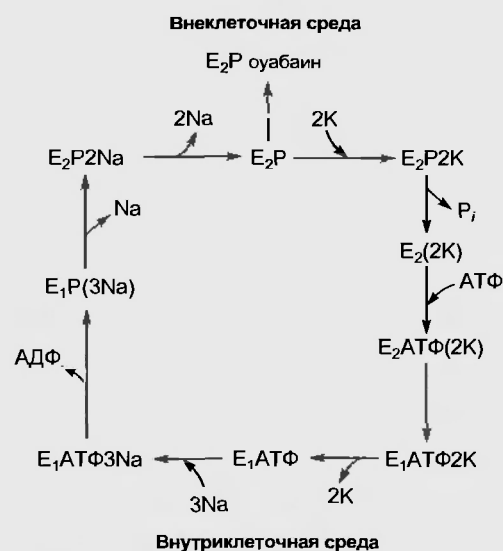 Внеклеточная среда
E₂P оуабаин
2Na
2K
E₂P2Na
E₂P
E₂P2K
Na
Pᵢ
E₂(2K)
E₁P(3Na)
АТФ
E₂АТФ(2K)
АДФ
E₁АТФ3Na
E₁АТФ
E₁АТФ2K
3Na
2K
Внутриклеточная среда